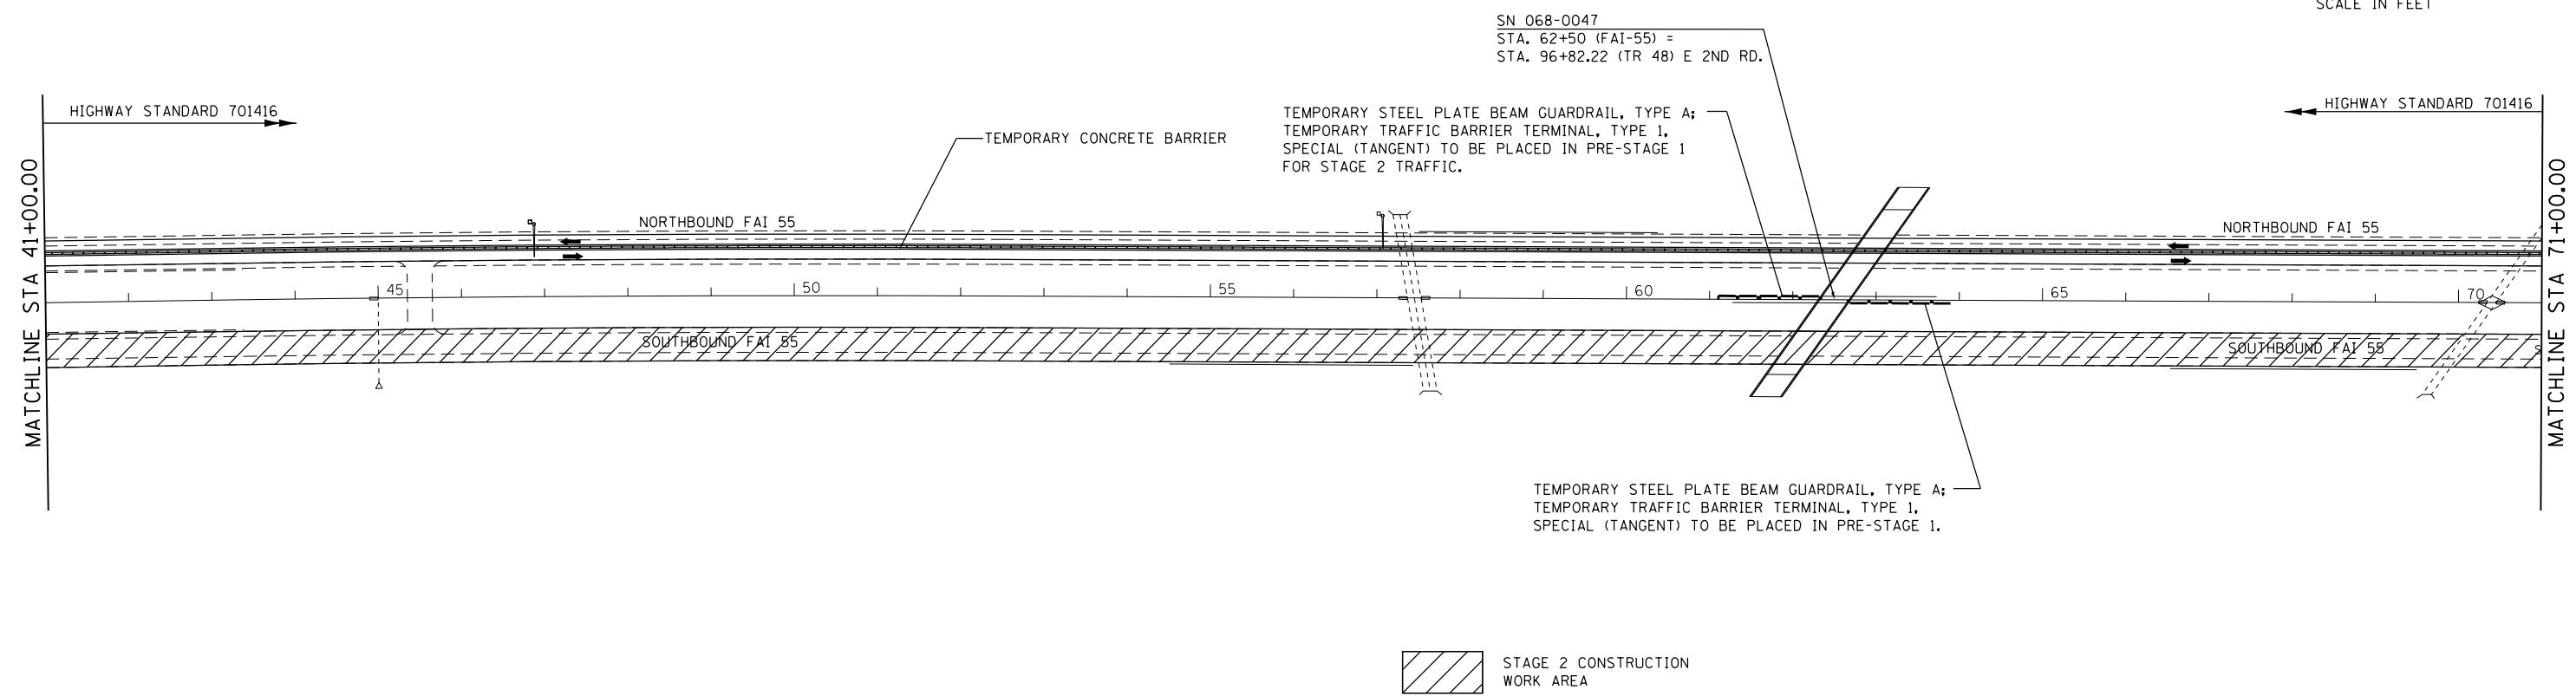 SCALE IN FEET
SN 068-0047
STA. 62+50 (FAI-55) =
STA. 96+82.22 (TR 48) E 2ND RD.
HIGHWAY STANDARD 701416
HIGHWAY STANDARD 701416
TEMPORARY STEEL PLATE BEAM GUARDRAIL, TYPE A;
TEMPORARY TRAFFIC BARRIER TERMINAL, TYPE 1,
SPECIAL (TANGENT) TO BE PLACED IN PRE-STAGE 1
FOR STAGE 2 TRAFFIC.
TEMPORARY CONCRETE BARRIER
MATCHLINE STA 41+00.00
MATCHLINE STA 71+00.00
NORTHBOUND FAI 55
NORTHBOUND FAI 55
45
50
55
60
65
70
SOUTHBOUND FAI 55
SOUTHBOUND FAI 55
TEMPORARY STEEL PLATE BEAM GUARDRAIL, TYPE A;
TEMPORARY TRAFFIC BARRIER TERMINAL, TYPE 1,
SPECIAL (TANGENT) TO BE PLACED IN PRE-STAGE 1.
STAGE 2 CONSTRUCTION
WORK AREA